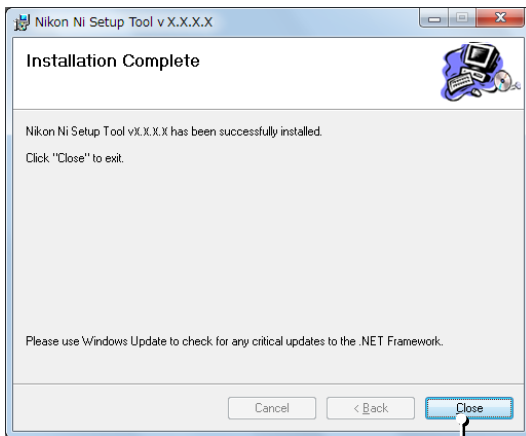 Nikon Ni Setup Tool v X.X.X.X
Installation Complete
Nikon Ni Setup Tool vX.X.X.X has been successfully installed.
Click "Close" to exit.
Please use Windows Update to check for any critical updates to the .NET Framework.
Cancel < Back Close